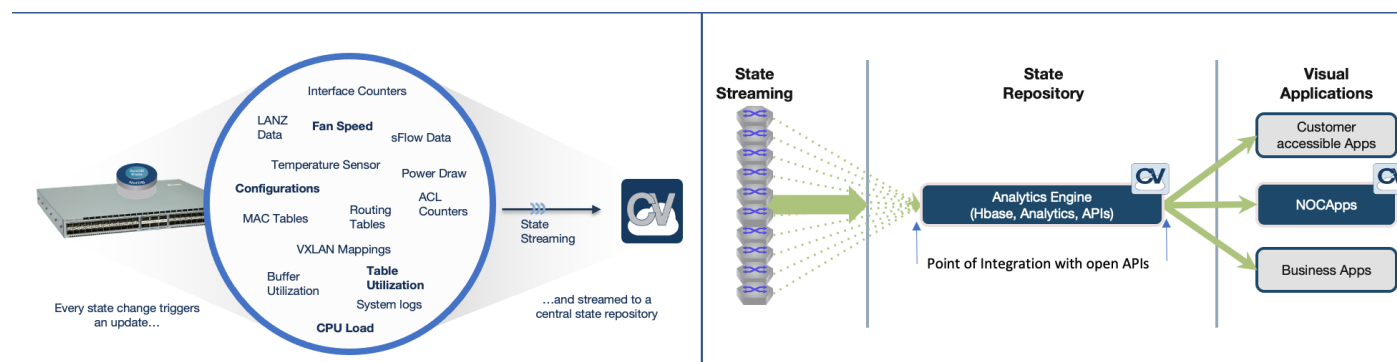 Interface Counters
LANZ
Data
Fan Speed
sFlow Data
Temperature Sensor
Power Draw
Configurations
ACL
Counters
MAC Tables
Routing
Tables
VXLAN Mappings
Buffer
Utilization
Table
Utilization
System logs
CPU Load
Every state change triggers
an update…
State
Streaming
CV
…and streamed to a
central state repository
State
Streaming
State
Repository
Visual
Applications
CV
Analytics Engine
(Hbase, Analytics, APIs)
Point of Integration with open APIs
Customer
accessible Apps
CV
NOCApps
Business Apps